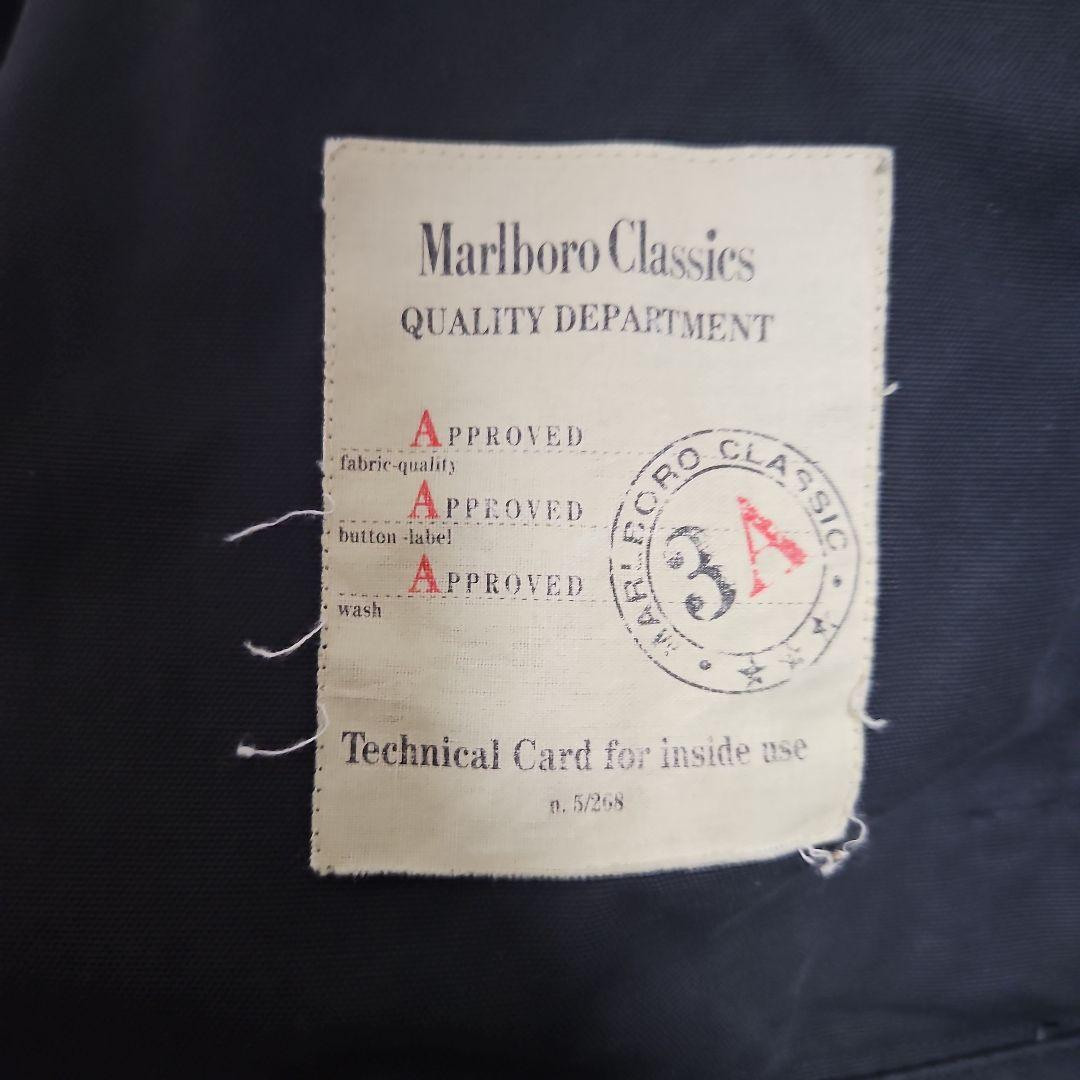 Marlboro Classics
QUALITY DEPARTMENT
APPROVED
fabric-quality
APPROVED
button -label
APPROVED
wash
MARLBORO CLASSIC
3A
Technical Card for inside use
n. 5/268